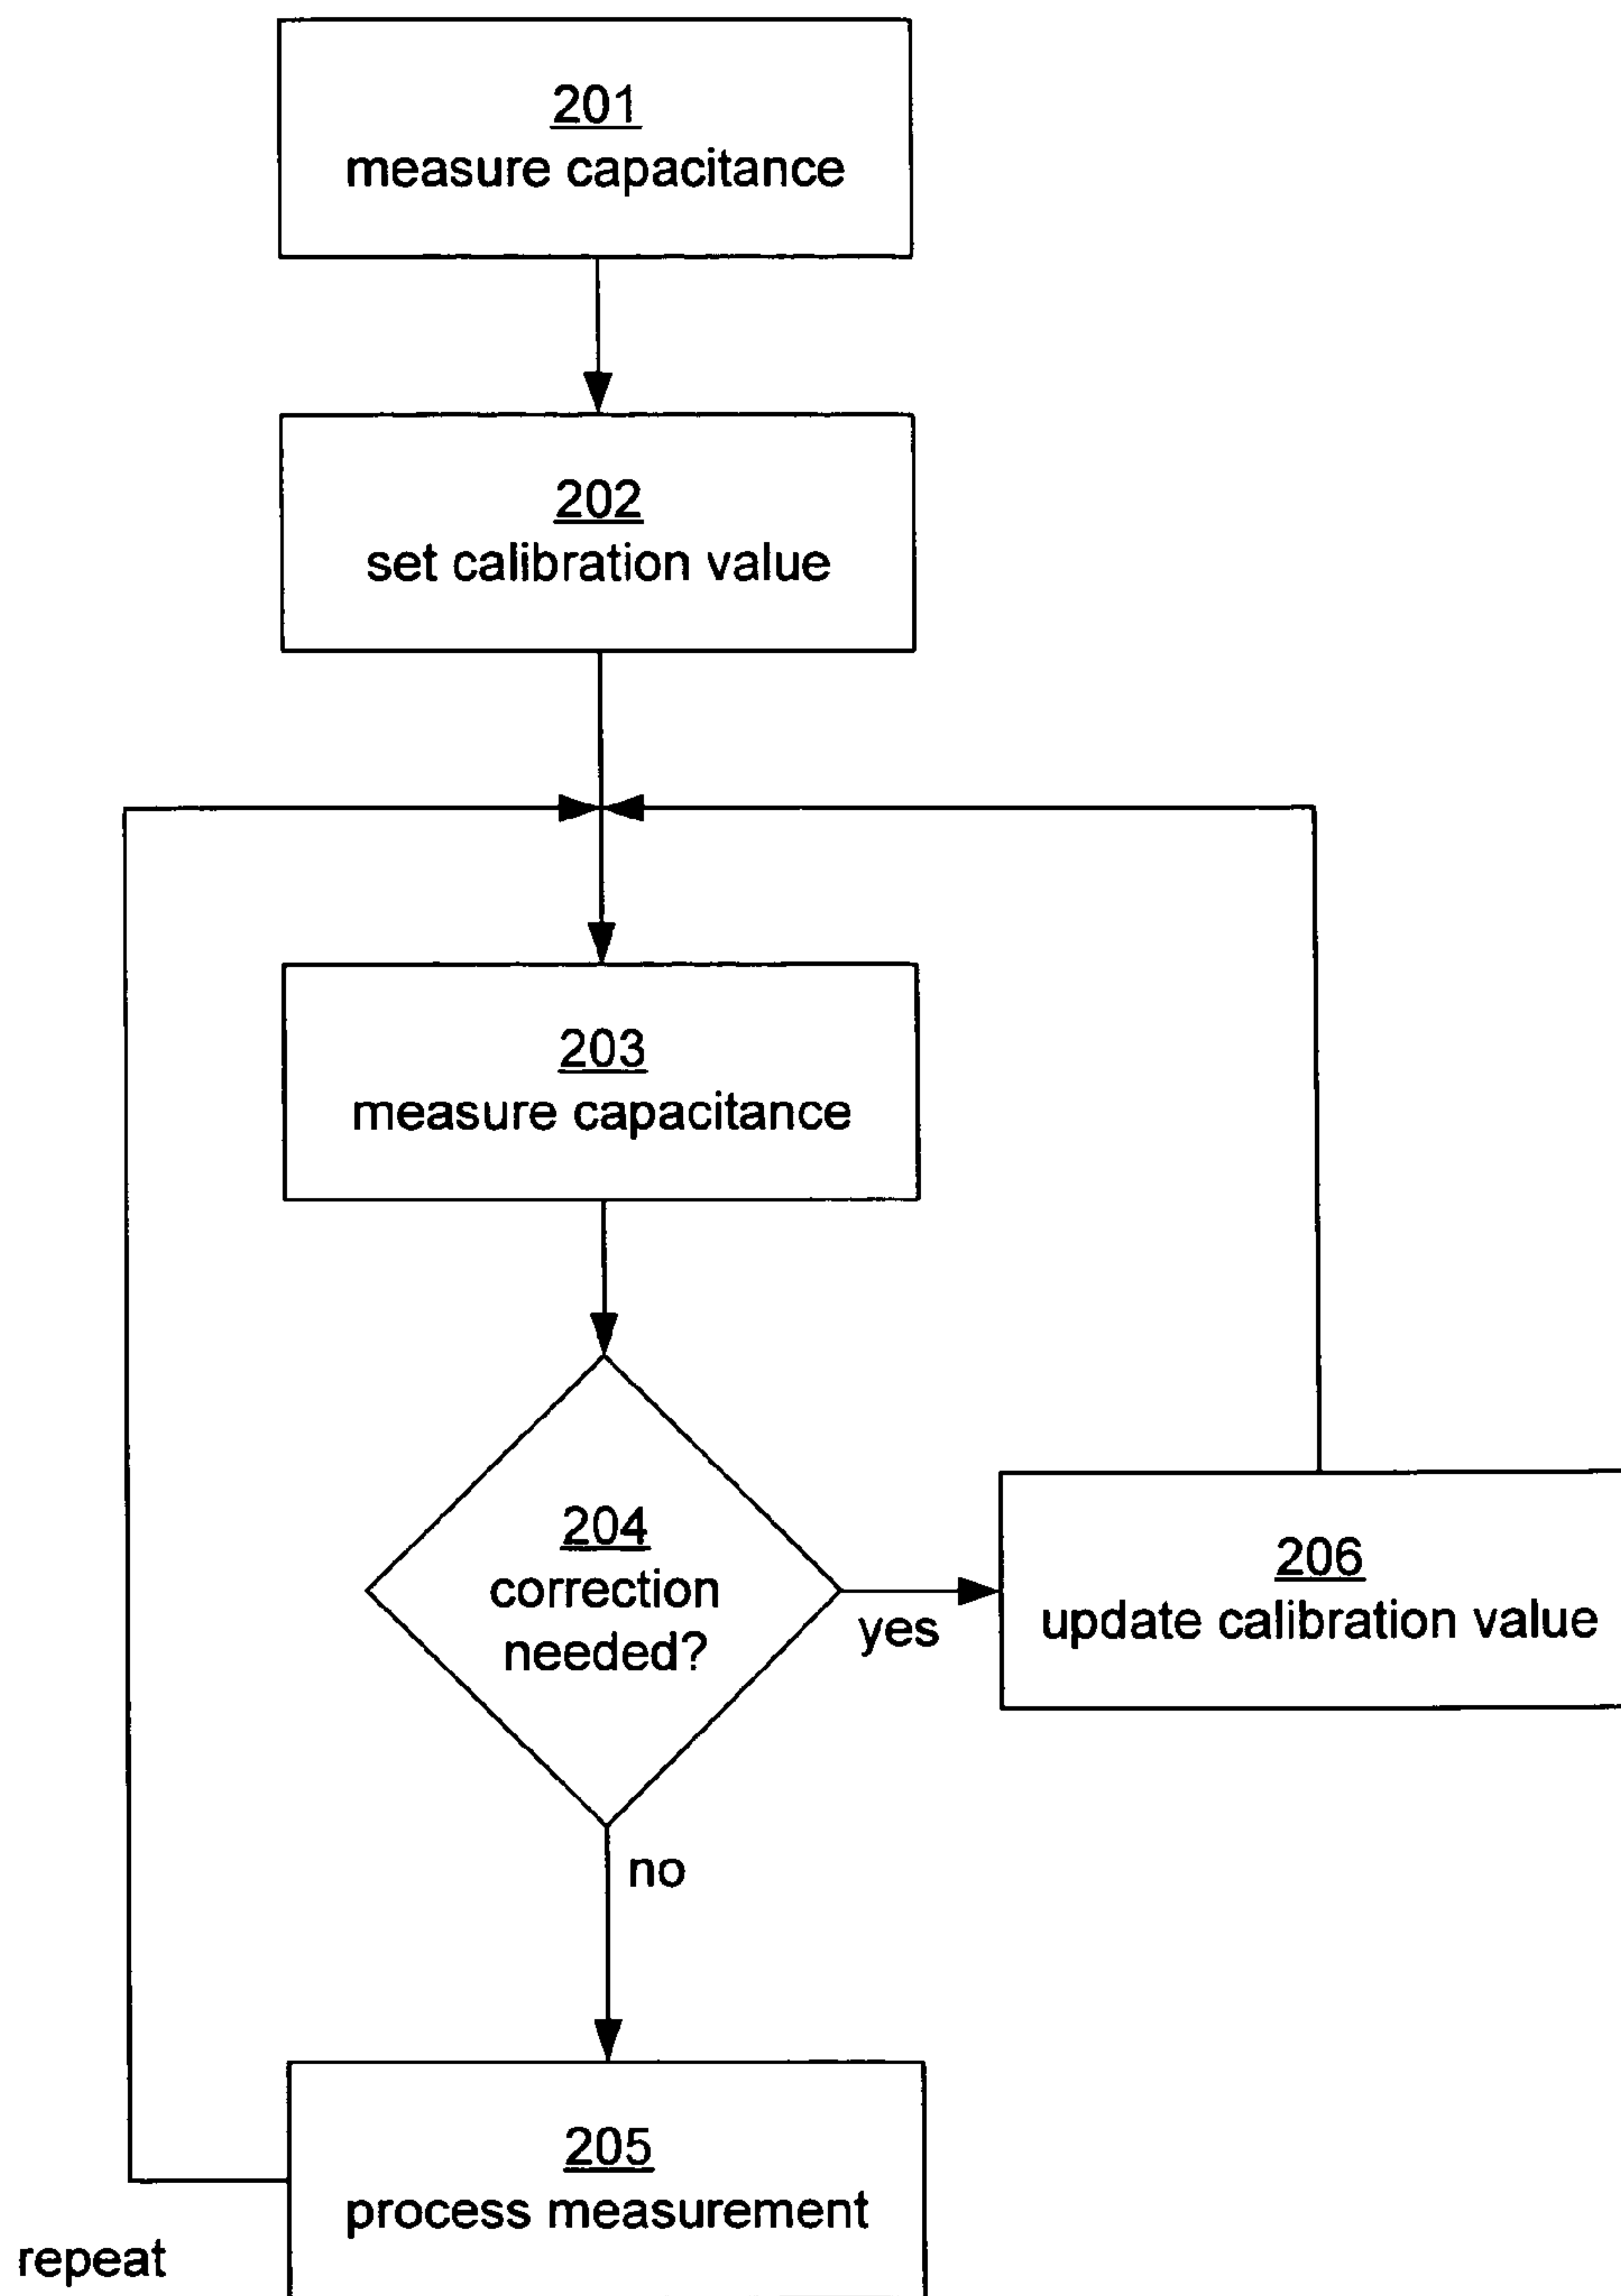 201
measure capacitance
202
set calibration value
203
measure capacitance
204
correction
needed?
yes
206
update calibration value
no
205
process measurement
repeat